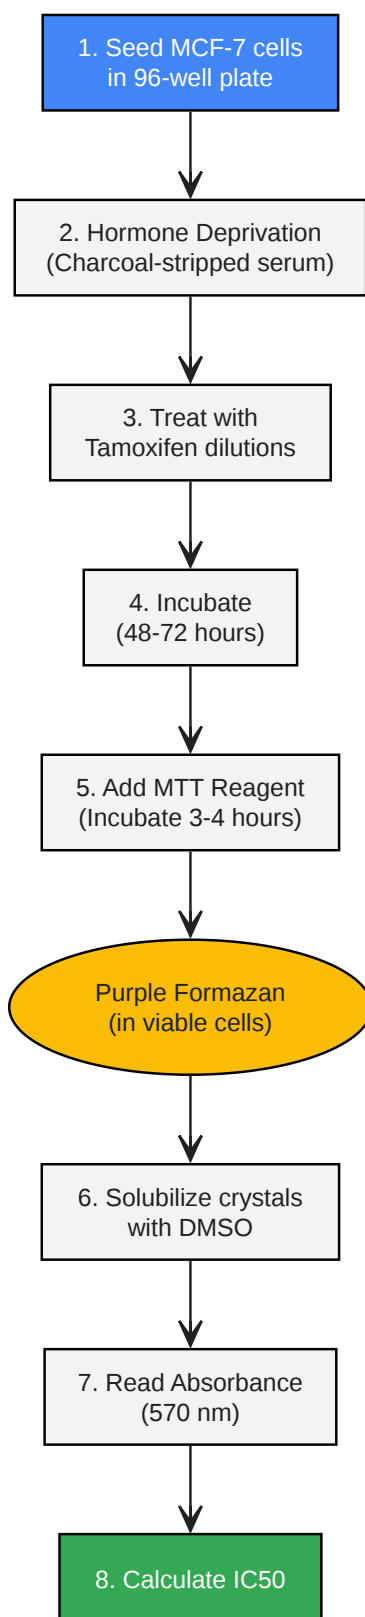 1. Seed MCF-7 cells
in 96-well plate
2. Hormone Deprivation
(Charcoal-stripped serum)
3. Treat with
Tamoxifen dilutions
4. Incubate
(48-72 hours)
5. Add MTT Reagent
(Incubate 3-4 hours)
Purple Formazan
(in viable cells)
6. Solubilize crystals
with DMSO
7. Read Absorbance
(570 nm)
8. Calculate IC50